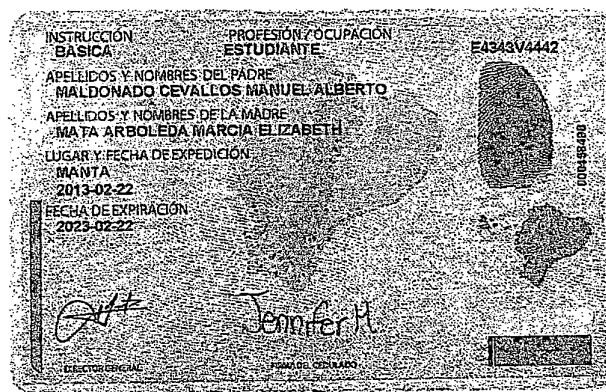 INSTRUCCIÓN PROFESIÓN / OCUPACIÓN
BÁSICA ESTUDIANTE E4343V4442
APELLIDOS Y NOMBRES DEL PADRE
MALDONADO CEVALLOS MANUEL ALBERTO
APELLIDOS Y NOMBRES DE LA MADRE
MATA ARBOLEDA MARCIA ELIZABETH
LUGAR Y FECHA DE EXPEDICIÓN
MANTA
2013-02-22
FECHA DE EXPIRACIÓN
2023-02-22
Jennifer M
DIRECTOR GENERAL FIRMA DEL CEDULADO